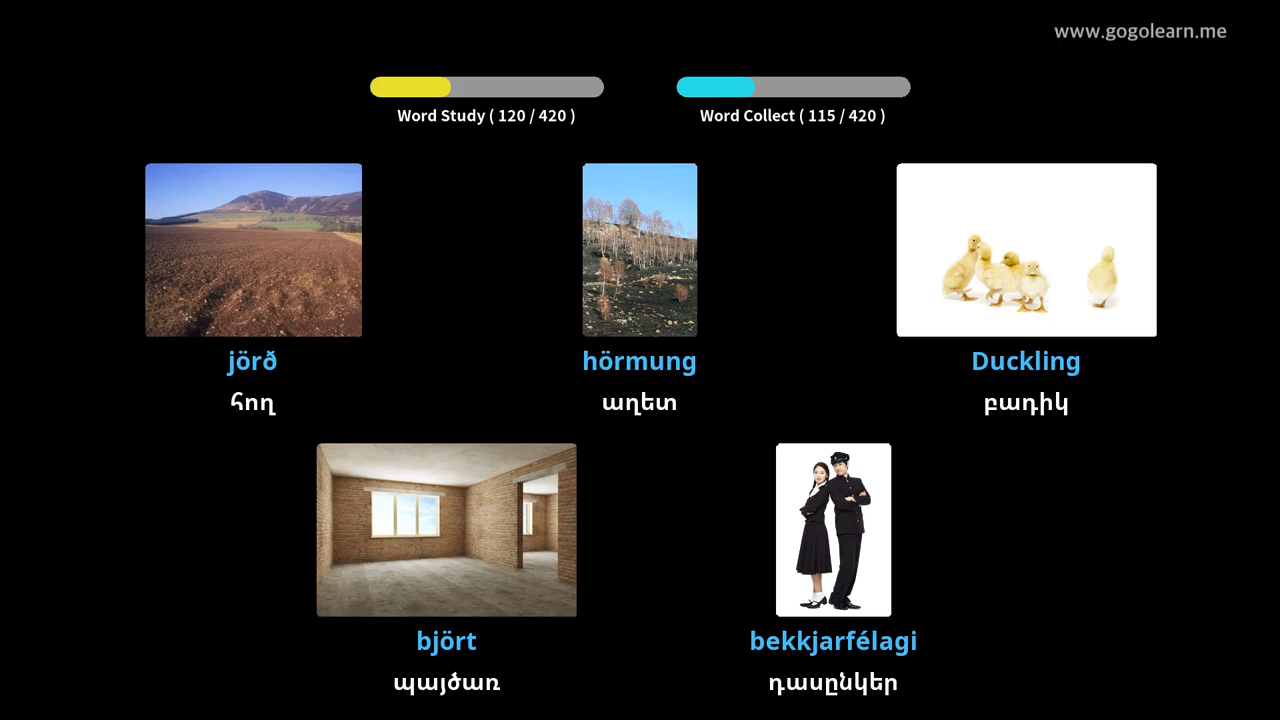 www.gogolearn.me
Word Study ( 120 / 420 )
Word Collect ( 115 / 420 )
jörð
հող
hörmung
աղետ
Duckling
բադիկ
björt
պայծառ
bekkjarfélagi
դասընկեր